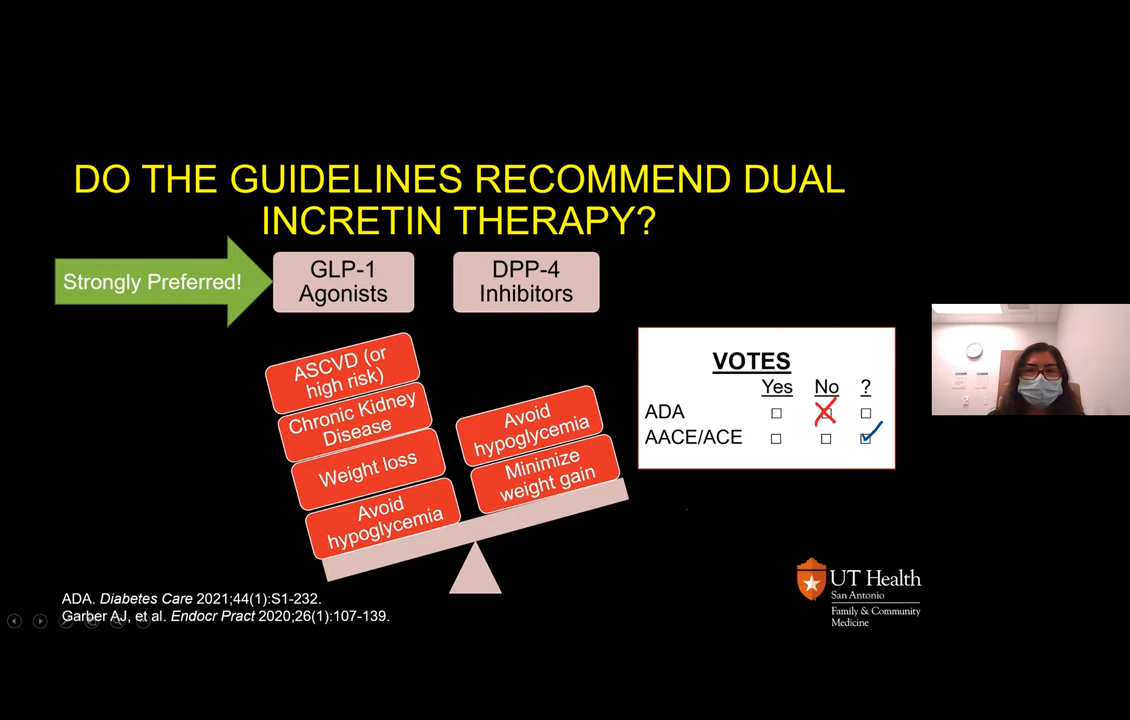 DO THE GUIDELINES RECOMMEND DUAL
INCRETIN THERAPY?
Strongly Preferred!
GLP-1
Agonists
DPP-4
Inhibitors
ASCVD (or
high risk)
Chronic Kidney
Disease
Weight loss
Avoid
hypoglycemia
Avoid
hypoglycemia
Minimize
weight gain
VOTES
Yes No ?
ADA
AACE/ACE
UT Health
San Antonio
Family & Community
Medicine
ADA. Diabetes Care 2021;44(1):S1-232.
Garber AJ, et al. Endocr Pract 2020;26(1):107-139.